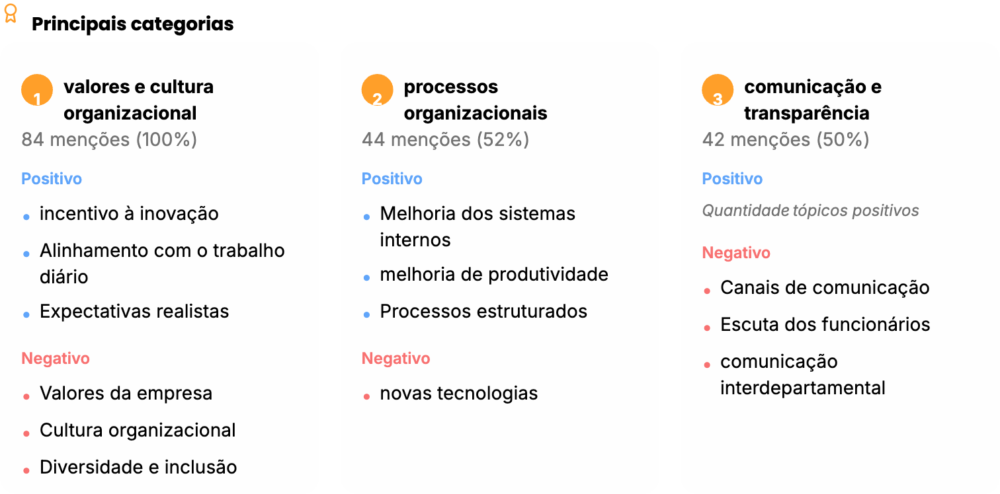 Principais categorias
1
valores e cultura
organizacional
84 menções (100%)
Positivo
incentivo à inovação
Alinhamento com o trabalho
diário
Expectativas realistas
Negativo
Valores da empresa
Cultura organizacional
Diversidade e inclusão
2
processos
organizacionais
44 menções (52%)
Positivo
Melhoria dos sistemas
internos
melhoria de produtividade
Processos estruturados
Negativo
novas tecnologias
3
comunicação e
transparência
42 menções (50%)
Positivo
Quantidade tópicos positivos
Negativo
Canais de comunicação
Escuta dos funcionários
comunicação
interdepartamental